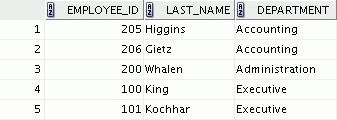 EMPLOYEE_ID LAST_NAME DEPARTMENT
1 205 Higgins Accounting
2 206 Gietz Accounting
3 200 Whalen Administration
4 100 King Executive
5 101 Kochhar Executive